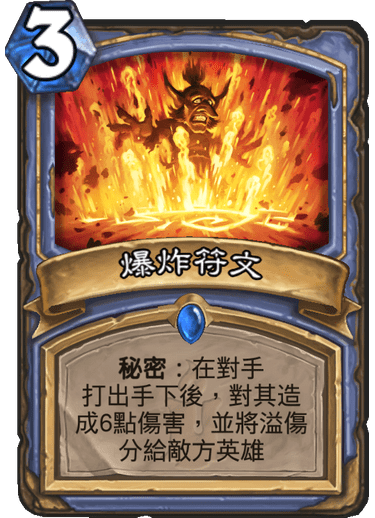 3
爆炸符文
秘密：在對手
打出手下後，對其造
成6點傷害，並將溢傷
分給敵方英雄